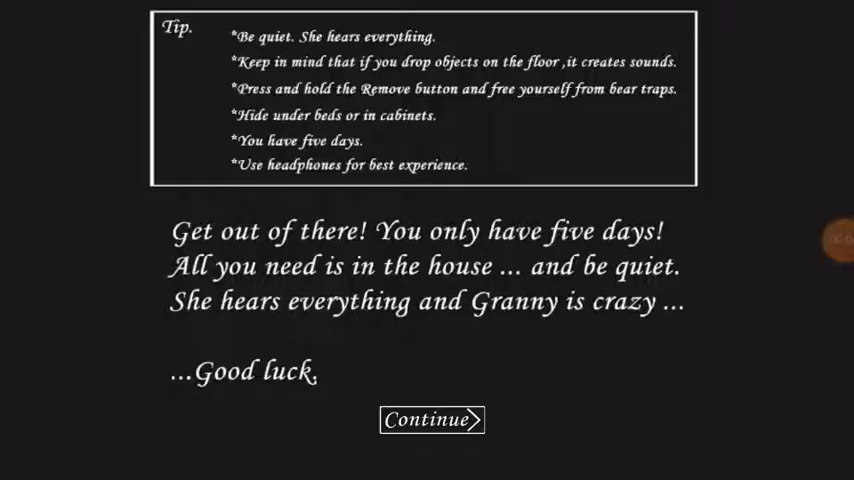 Tip.
*Be quiet. She hears everything.
*Keep in mind that if you drop objects on the floor ,it creates sounds.
*Press and hold the Remove button and free yourself from bear traps.
*Hide under beds or in cabinets.
*You have five days.
*Use headphones for best experience.
Get out of there! You only have five days!
All you need is in the house ... and be quiet.
She hears everything and Granny is crazy ...
...Good luck.
Continue